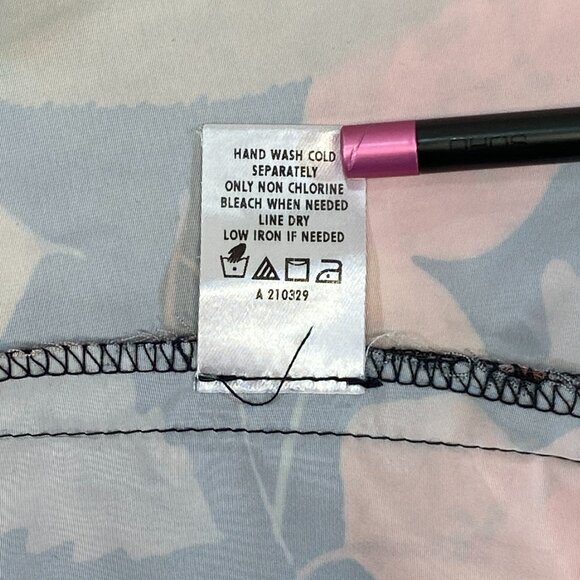 HAND WASH COLD
SEPARATELY
ONLY NON CHLORINE
BLEACH WHEN NEEDED
LINE DRY
LOW IRON IF NEEDED
A 210329